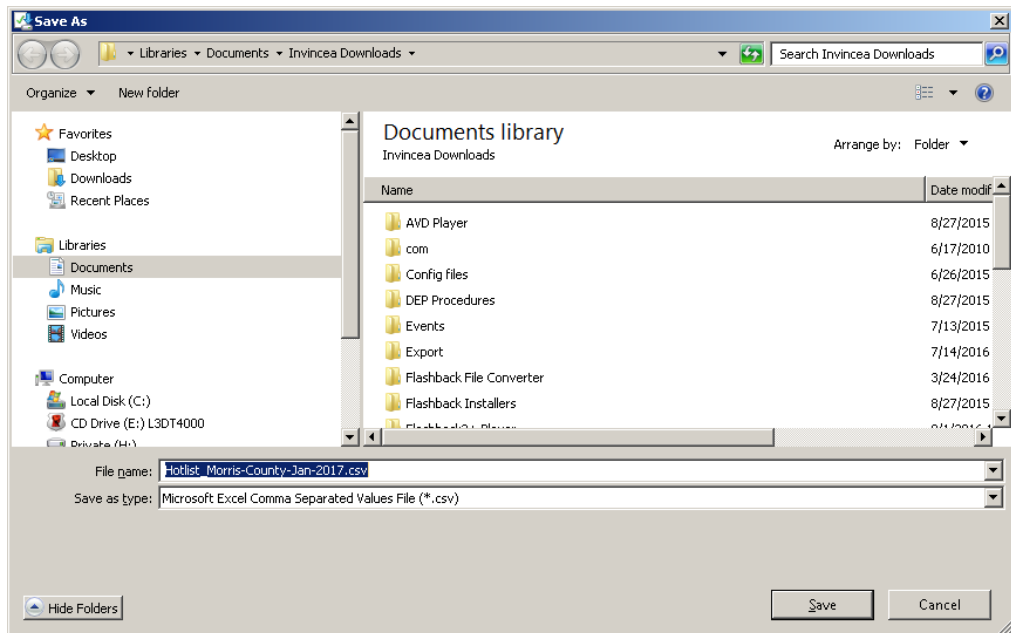 Save As
Libraries Documents Invincea Downloads
Search Invincea Downloads
Organize New folder
Favorites
Desktop
Downloads
Recent Places
Libraries
Documents
Music
Pictures
Videos
Computer
Local Disk (C:)
CD Drive (E:) L3DT4000
Private (H:)
Documents library
Invincea Downloads
Arrange by: Folder
Name Date modif
AVD Player 8/27/2015
com 6/17/2010
Config files 6/26/2015
DEP Procedures 8/27/2015
Events 7/13/2015
Export 7/14/2016
Flashback File Converter 3/24/2016
Flashback Installers 8/27/2015
File name: Hotlist_Morris-County-Jan-2017.csv
Save as type: Microsoft Excel Comma Separated Values File (*.csv)
Hide Folders Save Cancel